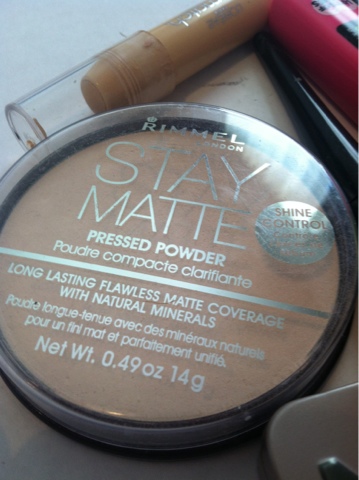 RIMMEL
LONDON
STAY
MATTE
PRESSED POWDER
Poudre compacte clarifiante
SHINE
CONTROL
LONG LASTING FLAWLESS MATTE COVERAGE
WITH NATURAL MINERALS
Poudre longue-tenue avec des minéraux naturels
pour un fini mat et parfaitement unifié.
Net Wt. 0.49 oz 14g